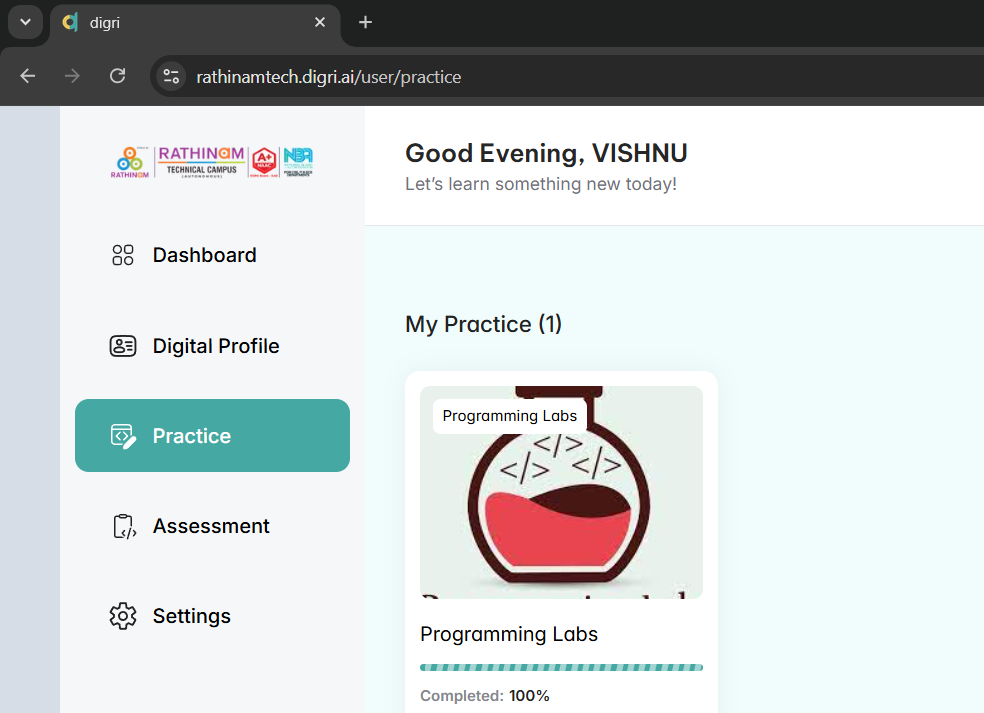 digri
rathinamtech.digri.ai/user/practice
RATHINAM
RATHINAM
TECHNICAL CAMPUS
(AUTONOMOUS)
A+
NAAC
NBA
Good Evening, VISHNU
Let's learn something new today!
Dashboard
Digital Profile
Practice
Assessment
Settings
My Practice (1)
Programming Labs
</> </> </>
Programming Labs
Completed: 100%